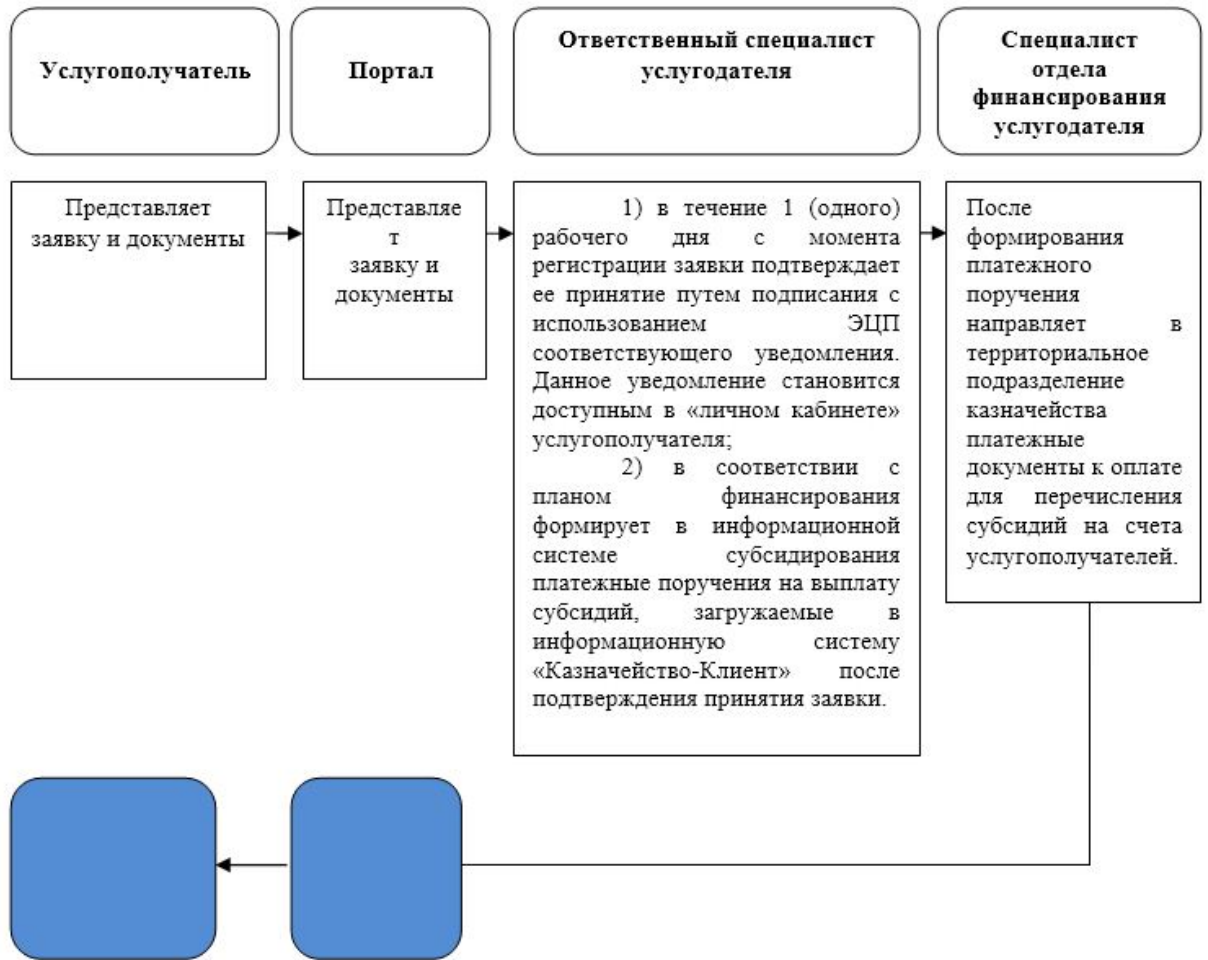 Услугополучатель
Портал
Ответственный специалист
услугодателя
Специалист
отдела
финансирования
услугодателя
Представляет
заявку и документы
Представляе
т
заявку и
документы
1) в течение 1 (одного)
рабочего дня с момента
регистрации заявки подтверждает
ее принятие путем подписания с
использованием ЭЦП
соответствующего уведомления.
Данное уведомление становится
доступным в «личном кабинете»
услугополучателя;
2) в соответствии с
планом финансирования
формирует в информационной
системе субсидирования
платежные поручения на выплату
субсидий, загружаемые в
информационную систему
«Казначейство-Клиент» после
подтверждения принятия заявки.
После
формирования
платежного
поручения
направляет в
территориальное
подразделение
казначейства
платежные
документы к оплате
для перечисления
субсидий на счета
услугополучателей.